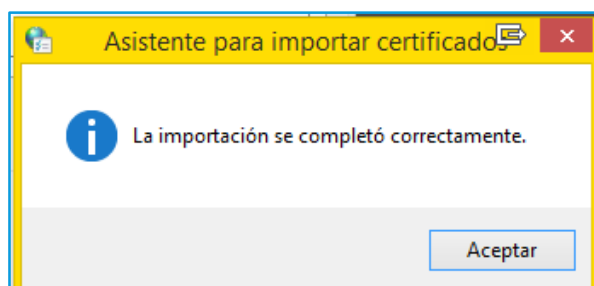 Asistente para importar certificados
La importación se completó correctamente.
Aceptar